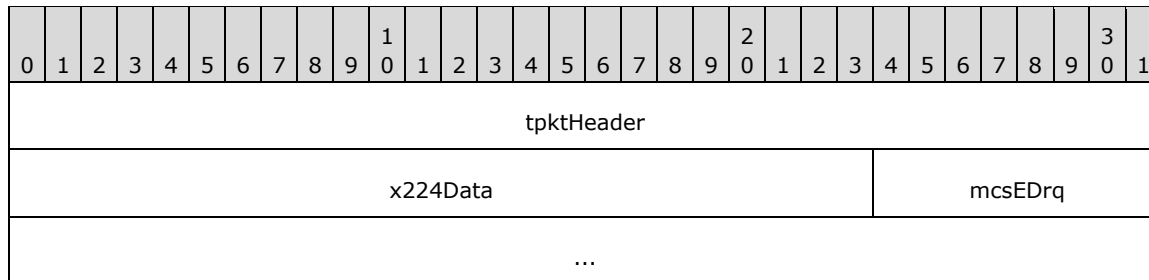 1 2 3
0 1 2 3 4 5 6 7 8 9 0 1 2 3 4 5 6 7 8 9 0 1 2 3 4 5 6 7 8 9 0 1
tpktHeader
x224Data mcsEDrq
...